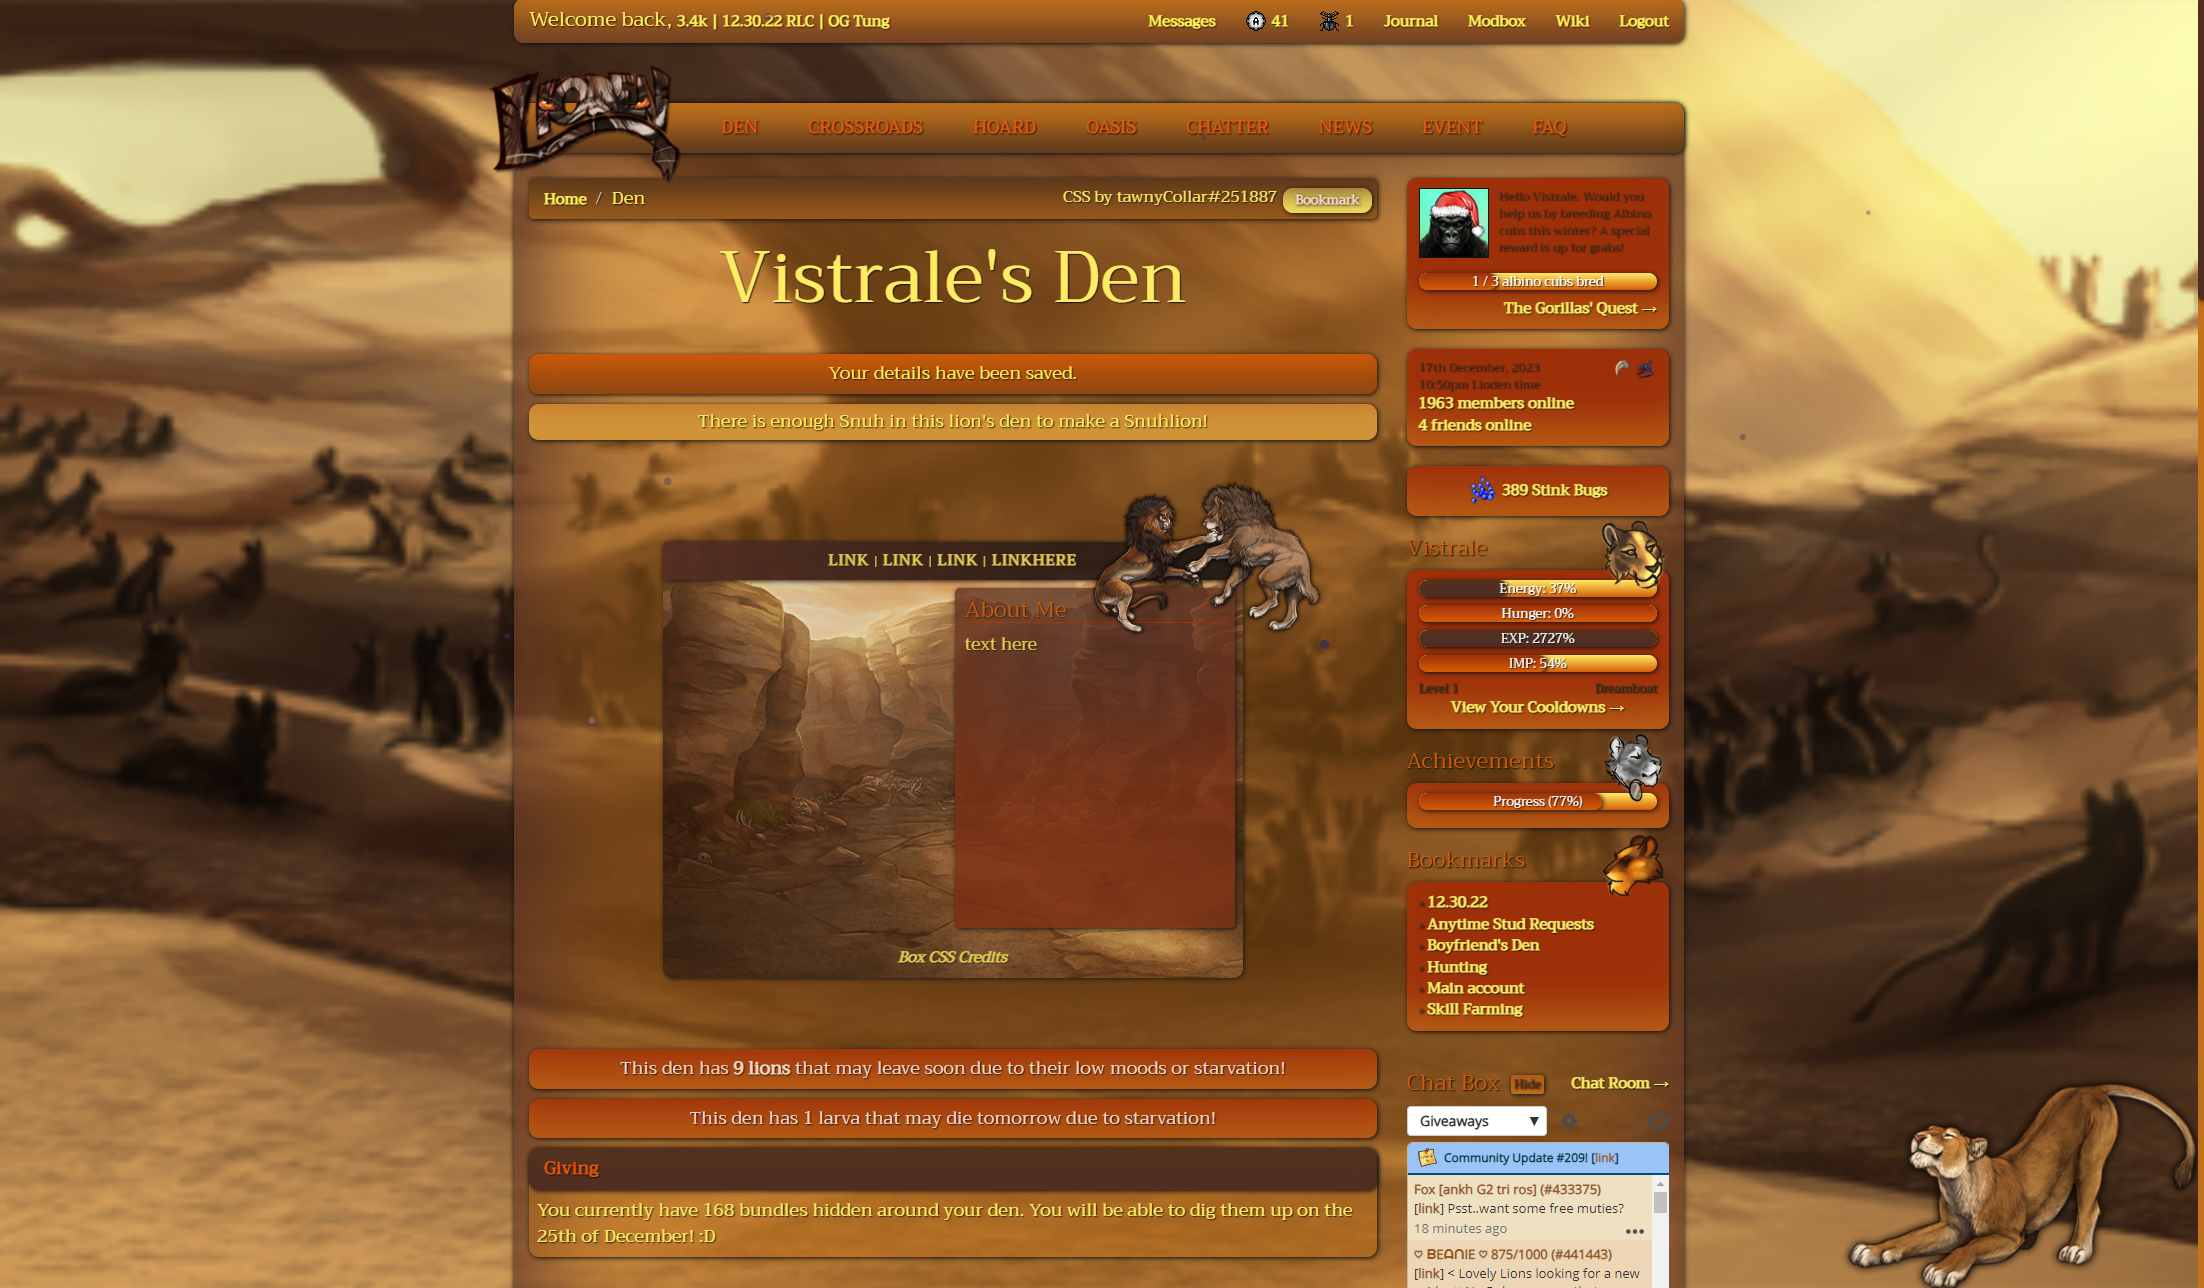 Welcome back, 3.4k | 12.30.22 RLC | OG Tung
Messages 41 1 Journal Modbox Wiki Logout
LIONEN
DEN CROSSROADS HOARD OASIS CHATTER NEWS EVENT FAQ
Home / Den
CSS by tawnyCollar#251887 Bookmark
Vistrale's Den
Your details have been saved.
There is enough Snuh in this lion's den to make a Snuhlion!
LINK | LINK | LINK | LINKHERE
About Me
text here
Box CSS Credits
This den has 9 lions that may leave soon due to their low moods or starvation!
This den has 1 larva that may die tomorrow due to starvation!
Giving
You currently have 168 bundles hidden around your den. You will be able to dig them up on the
25th of December! :D
Hello Vistrale. Would you
help us by breeding Albino
cubs this winter? A special
reward is up for grabs!
1 / 3 albino cubs bred
The Gorillas' Quest →
17th December, 2023
10:50pm Lioden time
1963 members online
4 friends online
389 Stink Bugs
Vistrale
Energy: 37%
Hunger: 0%
EXP: 2727%
IMP: 54%
Level 1 Dreamboat
View Your Cooldowns →
Achievements
Progress (77%)
Bookmarks
» 12.30.22
» Anytime Stud Requests
» Boyfriend's Den
» Hunting
» Main account
» Skill Farming
Chat Box Hide Chat Room →
Giveaways ▼
Community Update #209! [link]
Fox [ankh G2 tri ros] (#433375)
[link] Psst..want some free muties?
18 minutes ago •••
♡ BEᗩᑎIE ♡ 875/1000 (#441443)
[link] < Lovely Lions looking for a new